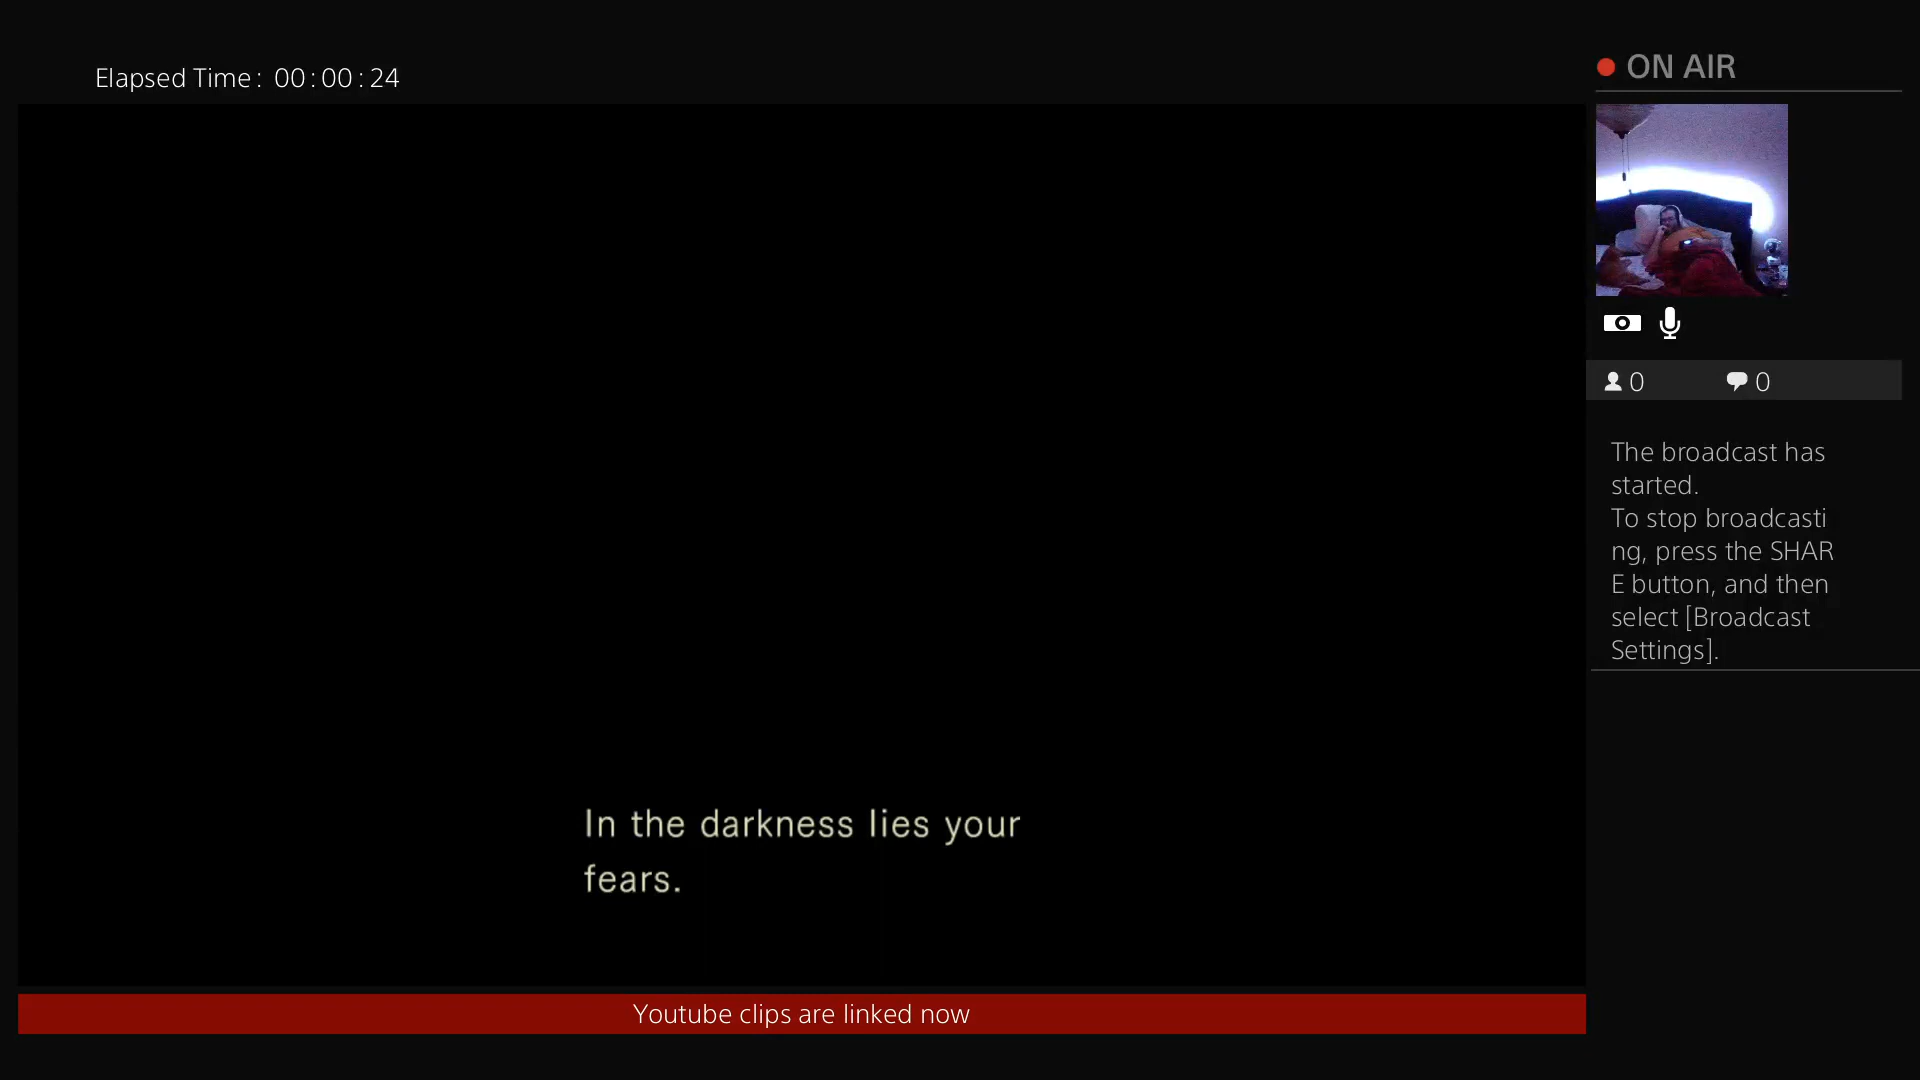 Elapsed Time: 00:00:24
ON AIR
0
0
The broadcast has
started.
To stop broadcasti
ng, press the SHAR
E button, and then
select [Broadcast
Settings].
In the darkness lies your
fears.
Youtube clips are linked now